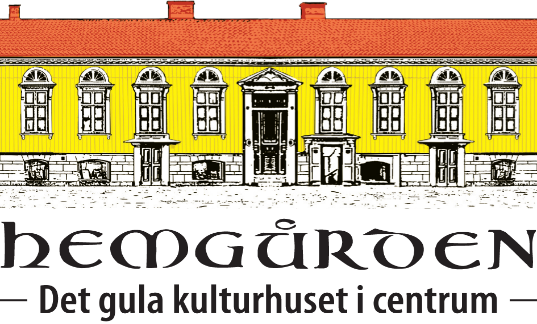 HEMGÅRDEN
– Det gula kulturhuset i centrum –